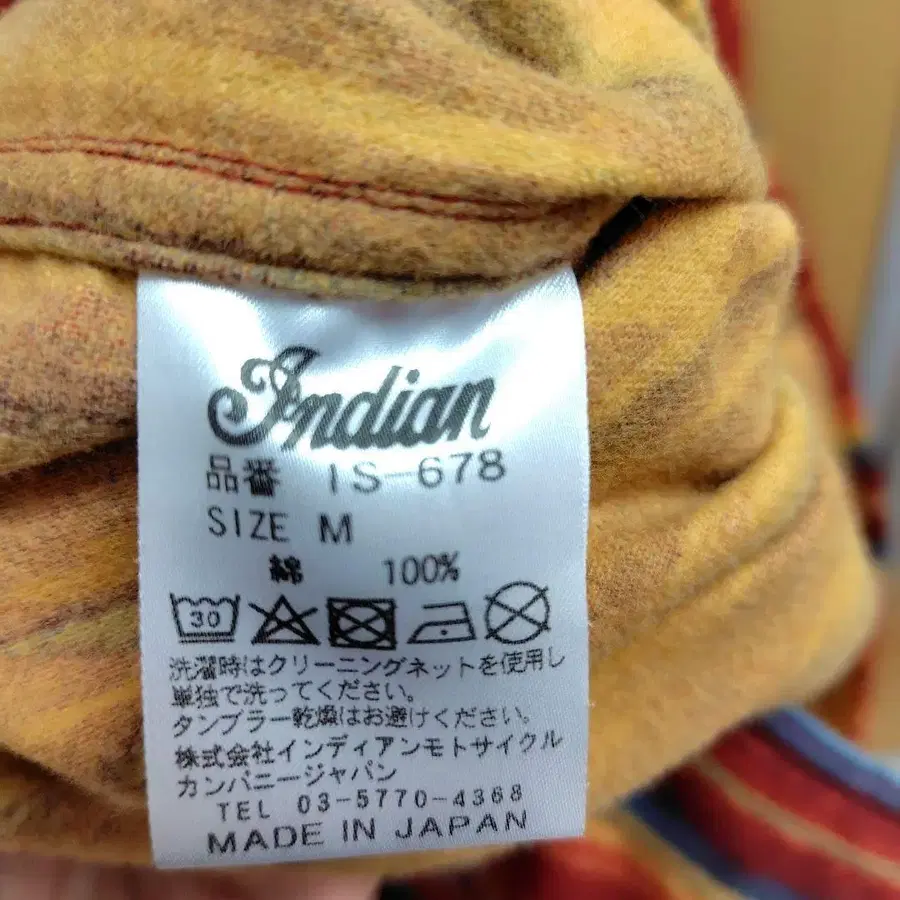 Indian
品番 IS-678
SIZE M
綿 100%
30
洗濯時はクリーニングネットを使用し
単独で洗ってください。
タンブラー乾燥はお避けください。
株式会社インディアンモトサイクル
カンパニージャパン
TEL 03-5770-4368
MADE IN JAPAN